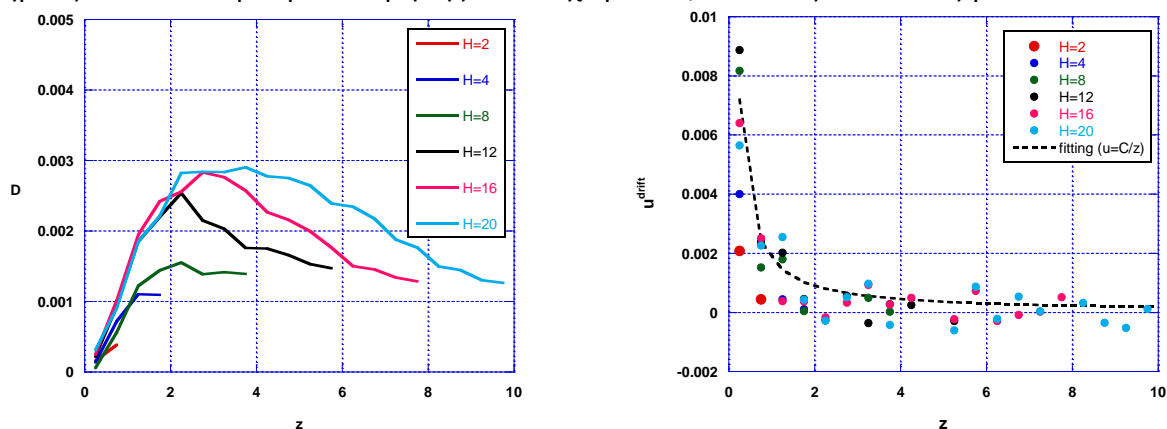 0.005
0.004
0.003
0.002
0.001
0
D
0
2
4
6
8
10
z
H=2
H=4
H=8
H=12
H=16
H=20
0.01
0.008
0.006
0.004
0.002
0
-0.002
u^drift
0
2
4
6
8
10
z
H=2
H=4
H=8
H=12
H=16
H=20
fitting (u=C/z)